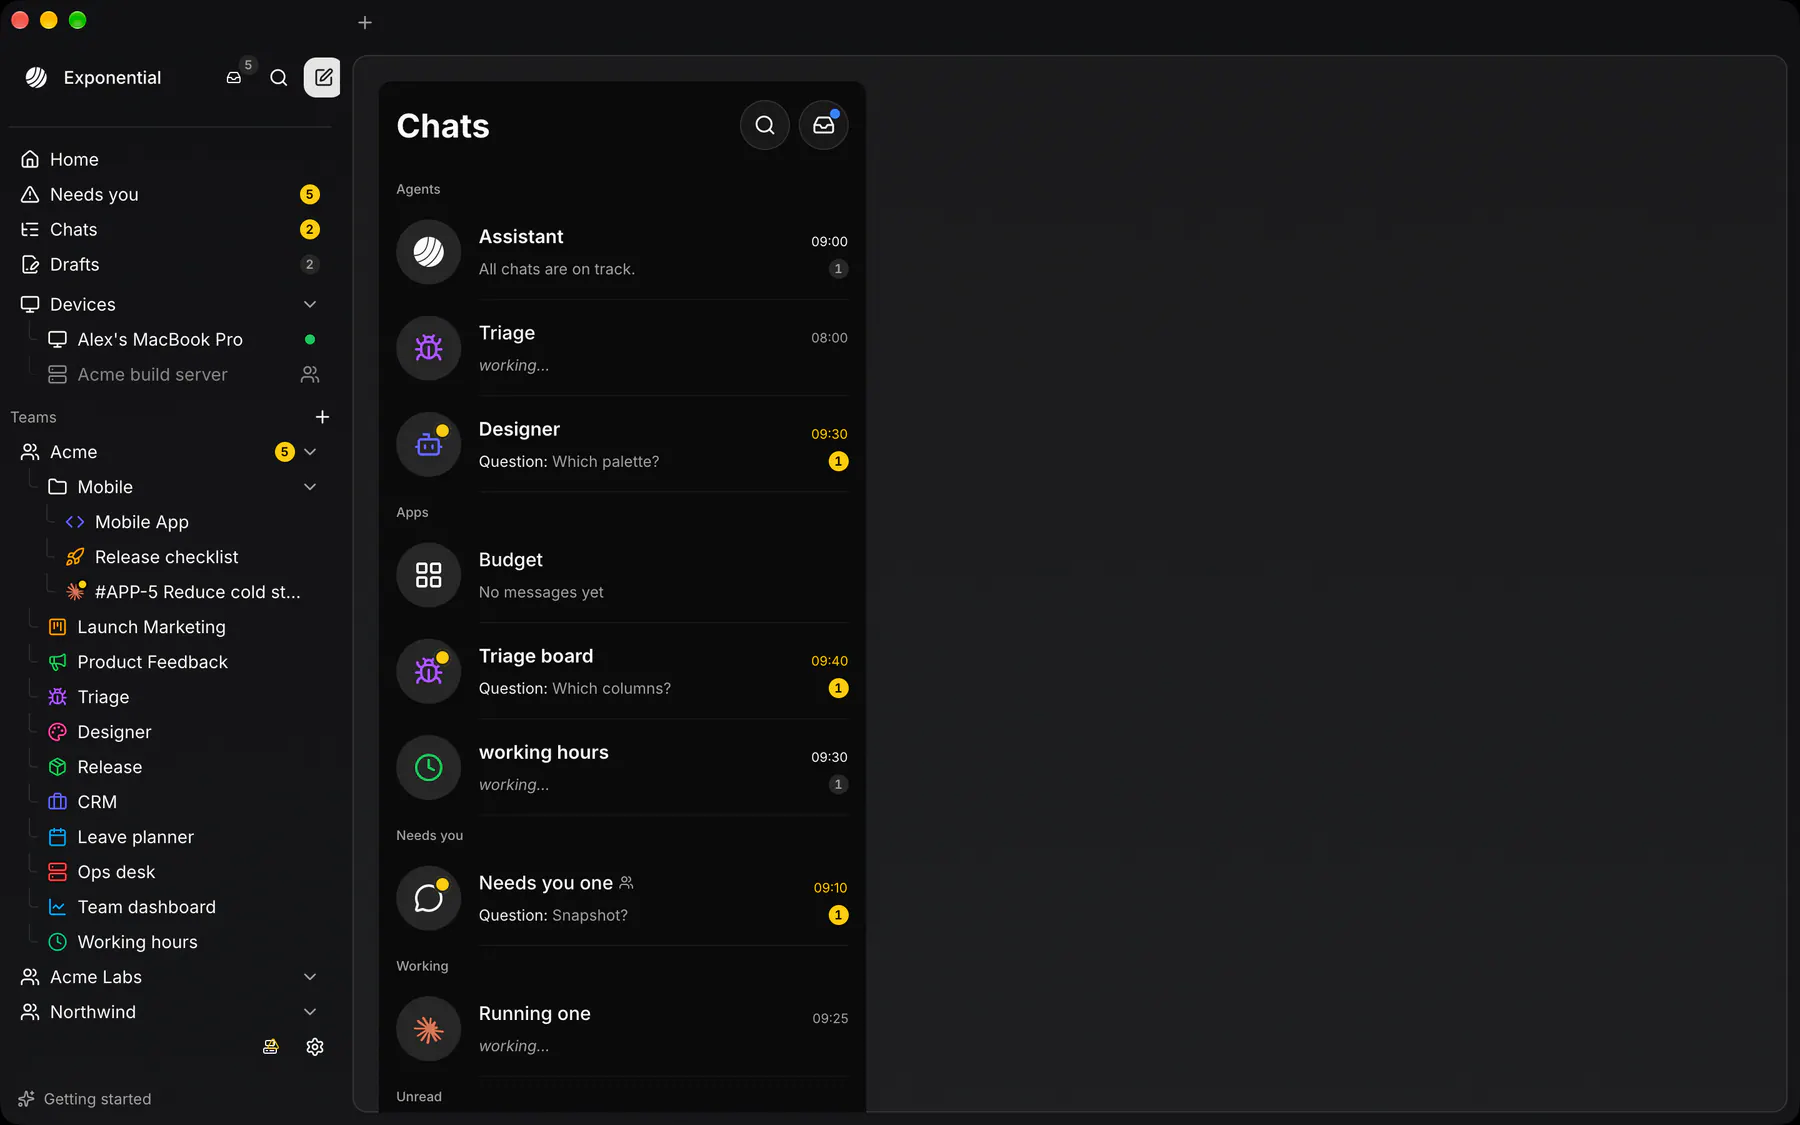 Exponential
5
Home
Needs you
5
Chats
2
Drafts
2
Devices
Alex's MacBook Pro
Acme build server
Teams
Acme
5
Mobile
Mobile App
Release checklist
#APP-5 Reduce cold st...
Launch Marketing
Product Feedback
Triage
Designer
Release
CRM
Leave planner
Ops desk
Team dashboard
Working hours
Acme Labs
Northwind
Getting started
Chats
Agents
Assistant
09:00
All chats are on track.
1
Triage
08:00
working...
Designer
09:30
Question: Which palette?
1
Apps
Budget
No messages yet
Triage board
09:40
Question: Which columns?
1
working hours
09:30
working...
1
Needs you
Needs you one
09:10
Question: Snapshot?
1
Working
Running one
09:25
working...
Unread